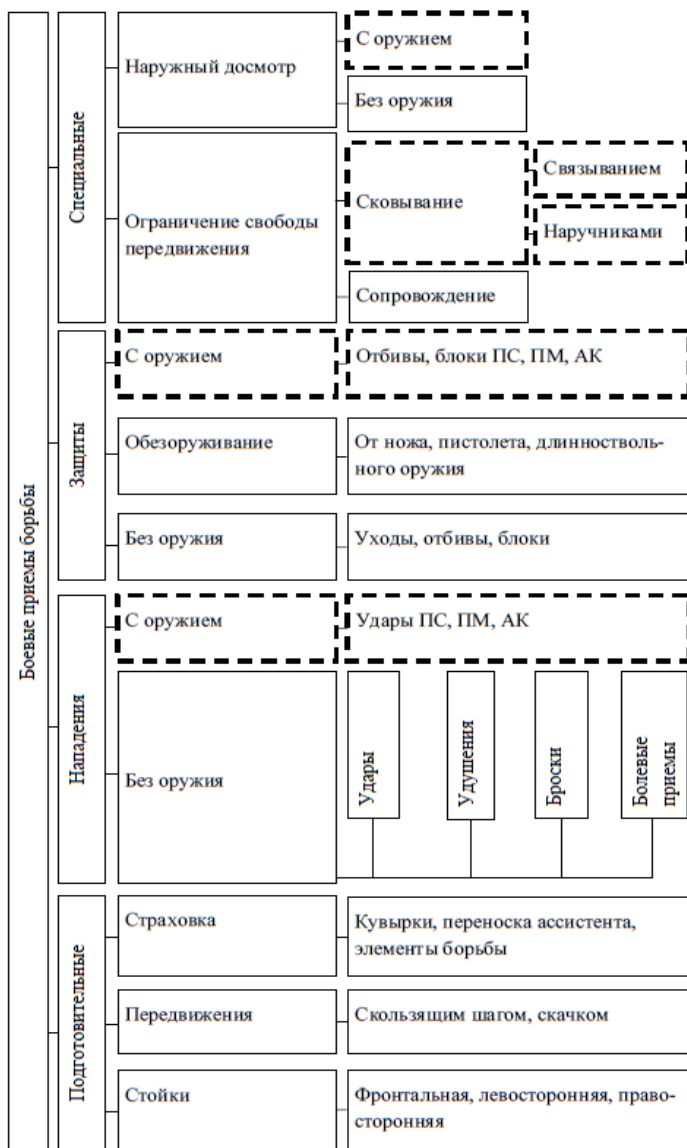 Боевые приемы борьбы
Специальные
Наружный досмотр
С оружием
Без оружия
Ограничение свободы
передвижения
Сковывание
Связыванием
Наручниками
Сопровождение
Защиты
С оружием
Отбивы, блоки ПС, ПМ, АК
Обезоруживание
От ножа, пистолета, длинностволь-
ного оружия
Без оружия
Уходы, отбивы, блоки
Нападения
С оружием
Удары ПС, ПМ, АК
Без оружия
Удары
Удушения
Броски
Болевые
приемы
Подготовительные
Страховка
Кувырки, переноска ассистента,
элементы борьбы
Передвижения
Скользящим шагом, скачком
Стойки
Фронтальная, левосторонняя, право-
сторонняя